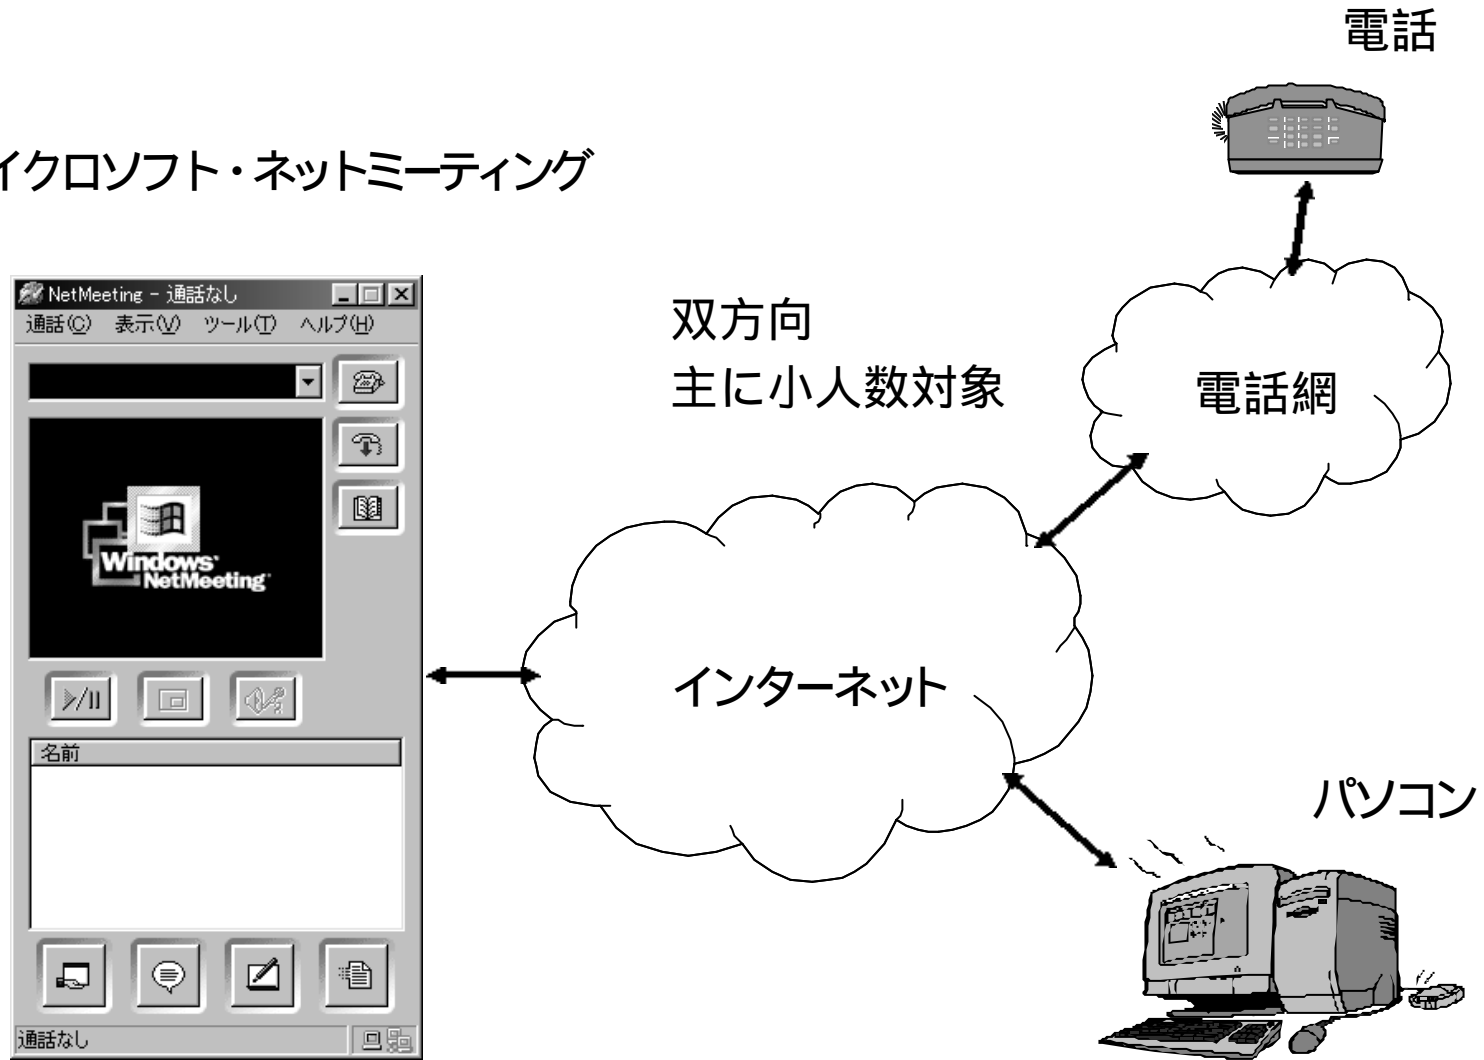 電話
イクロソフト・ネットミーティング
NetMeeting - 通話なし
通話(C) 表示(V) ツール(T) ヘルプ(H)
双方向
主に小人数対象
電話網
Windows
NetMeeting
インターネット
名前
パソコン
通話なし